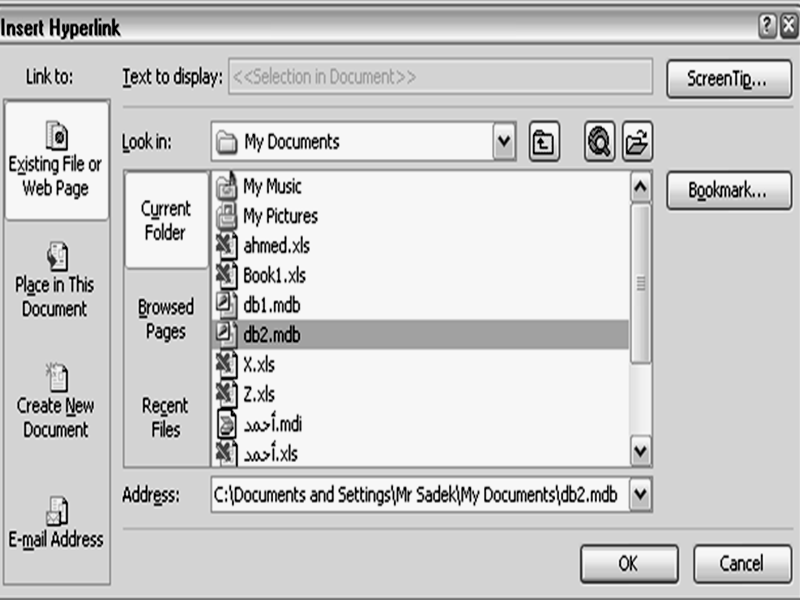 Insert Hyperlink
Link to:
Text to display: <<Selection in Document>>
ScreenTip...
Existing File or
Web Page
Place in This
Document
Create New
Document
E-mail Address
Look in: My Documents
Current
Folder
Browsed
Pages
Recent
Files
My Music
My Pictures
ahmed.xls
Book1.xls
db1.mdb
db2.mdb
X.xls
Z.xls
أحمد.mdi
أحمد.xls
Bookmark...
Address: C:\Documents and Settings\Mr Sadek\My Documents\db2.mdb
OK
Cancel